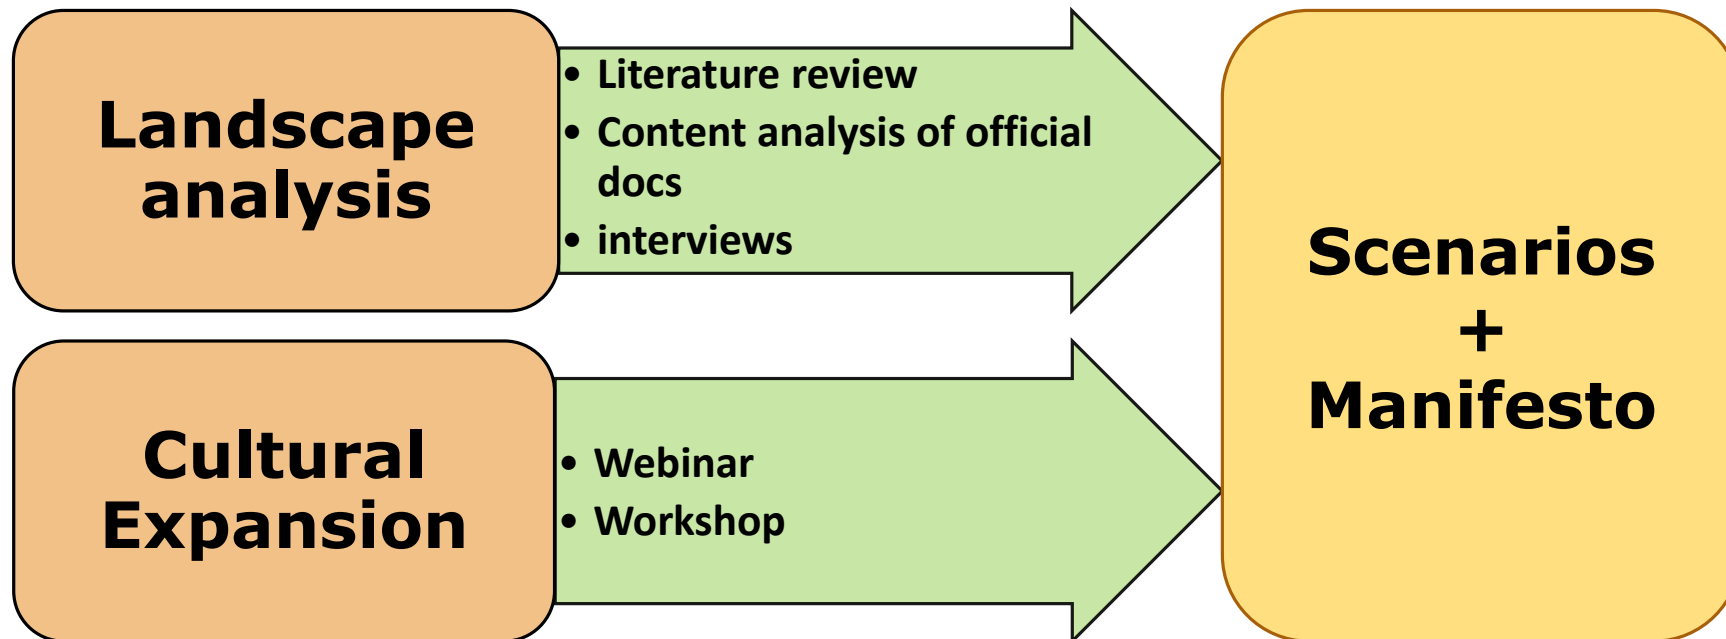 Landscape
analysis
• Literature review
• Content analysis of official
docs
• interviews
Cultural
Expansion
• Webinar
• Workshop
Scenarios
+
Manifesto